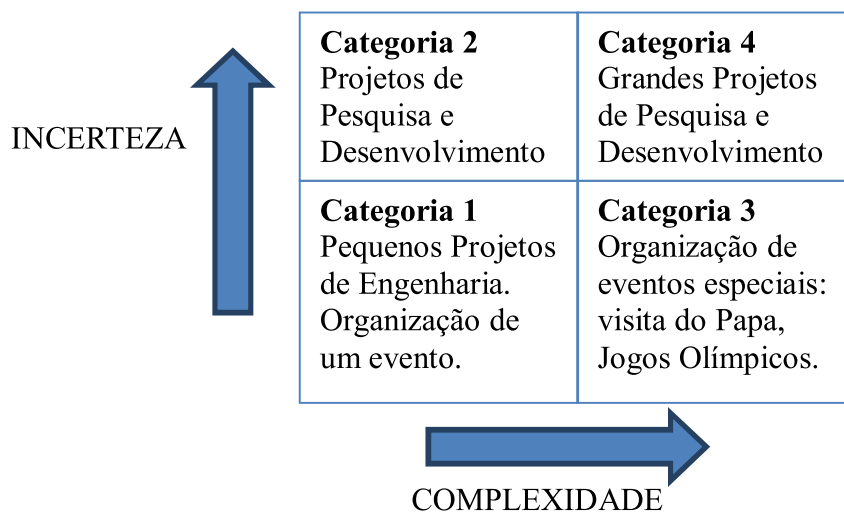 INCERTEZA
Categoria 2
Projetos de
Pesquisa e
Desenvolvimento
Categoria 4
Grandes Projetos
de Pesquisa e
Desenvolvimento
Categoria 1
Pequenos Projetos
de Engenharia.
Organização de
um evento.
Categoria 3
Organização de
eventos especiais:
visita do Papa,
Jogos Olímpicos.
COMPLEXIDADE